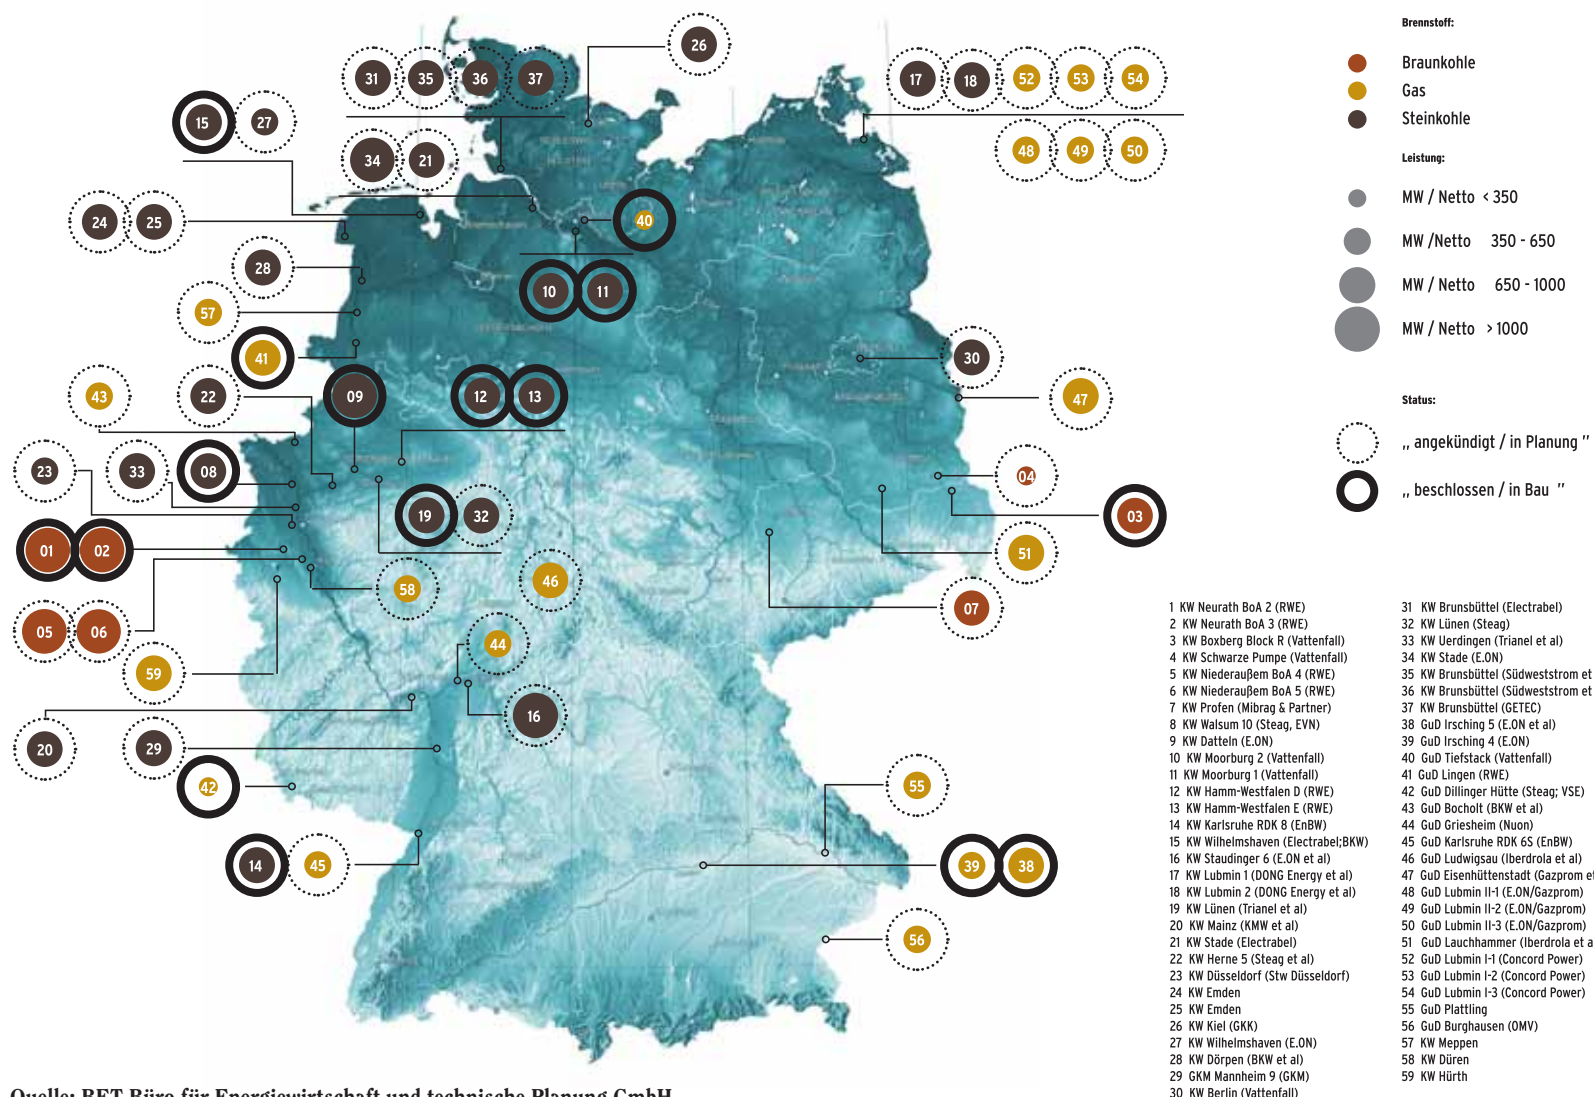 26
31 35 36 37
17 18 52 53 54
15 27
34 21
48 49 50
24 25
40
28
10 11
57
41
30
43 22 09 12 13
47
23 33 08
04
19 32
03
01 02
51
58 46
05 06
07
44
59
16
20 29
42
55
14 45
39 38
56
Brennstoff:
Braunkohle
Gas
Steinkohle
Leistung:
MW / Netto < 350
MW /Netto 350 - 650
MW / Netto 650 - 1000
MW / Netto > 1000
Status:
„ angekündigt / in Planung ”
„ beschlossen / in Bau ”
1 KW Neurath BoA 2 (RWE)
2 KW Neurath BoA 3 (RWE)
3 KW Boxberg Block R (Vattenfall)
4 KW Schwarze Pumpe (Vattenfall)
5 KW Niederaußem BoA 4 (RWE)
6 KW Niederaußem BoA 5 (RWE)
7 KW Profen (Mibrag & Partner)
8 KW Walsum 10 (Steag, EVN)
9 KW Datteln (E.ON)
10 KW Moorburg 2 (Vattenfall)
11 KW Moorburg 1 (Vattenfall)
12 KW Hamm-Westfalen D (RWE)
13 KW Hamm-Westfalen E (RWE)
14 KW Karlsruhe RDK 8 (EnBW)
15 KW Wilhelmshaven (Electrabel;BKW)
16 KW Staudinger 6 (E.ON et al)
17 KW Lubmin 1 (DONG Energy et al)
18 KW Lubmin 2 (DONG Energy et al)
19 KW Lünen (Trianel et al)
20 KW Mainz (KMW et al)
21 KW Stade (Electrabel)
22 KW Herne 5 (Steag et al)
23 KW Düsseldorf (Stw Düsseldorf)
24 KW Emden
25 KW Emden
26 KW Kiel (GKK)
27 KW Wilhelmshaven (E.ON)
28 KW Dörpen (BKW et al)
29 GKM Mannheim 9 (GKM)
30 KW Berlin (Vattenfall)
31 KW Brunsbüttel (Electrabel)
32 KW Lünen (Steag)
33 KW Uerdingen (Trianel et al)
34 KW Stade (E.ON)
35 KW Brunsbüttel (Südweststrom et
36 KW Brunsbüttel (Südweststrom et
37 KW Brunsbüttel (GETEC)
38 GuD Irsching 5 (E.ON et al)
39 GuD Irsching 4 (E.ON)
40 GuD Tiefstack (Vattenfall)
41 GuD Lingen (RWE)
42 GuD Dillinger Hütte (Steag; VSE)
43 GuD Bocholt (BKW et al)
44 GuD Griesheim (Nuon)
45 GuD Karlsruhe RDK 6S (EnBW)
46 GuD Ludwigsau (Iberdrola et al)
47 GuD Eisenhüttenstadt (Gazprom et
48 GuD Lubmin II-1 (E.ON/Gazprom)
49 GuD Lubmin II-2 (E.ON/Gazprom)
50 GuD Lubmin II-3 (E.ON/Gazprom)
51 GuD Lauchhammer (Iberdrola et a
52 GuD Lubmin I-1 (Concord Power)
53 GuD Lubmin I-2 (Concord Power)
54 GuD Lubmin I-3 (Concord Power)
55 GuD Plattling
56 GuD Burghausen (OMV)
57 KW Meppen
58 KW Düren
59 KW Hürth
Quelle: BET Büro für Energiewirtschaft und technische Planung GmbH